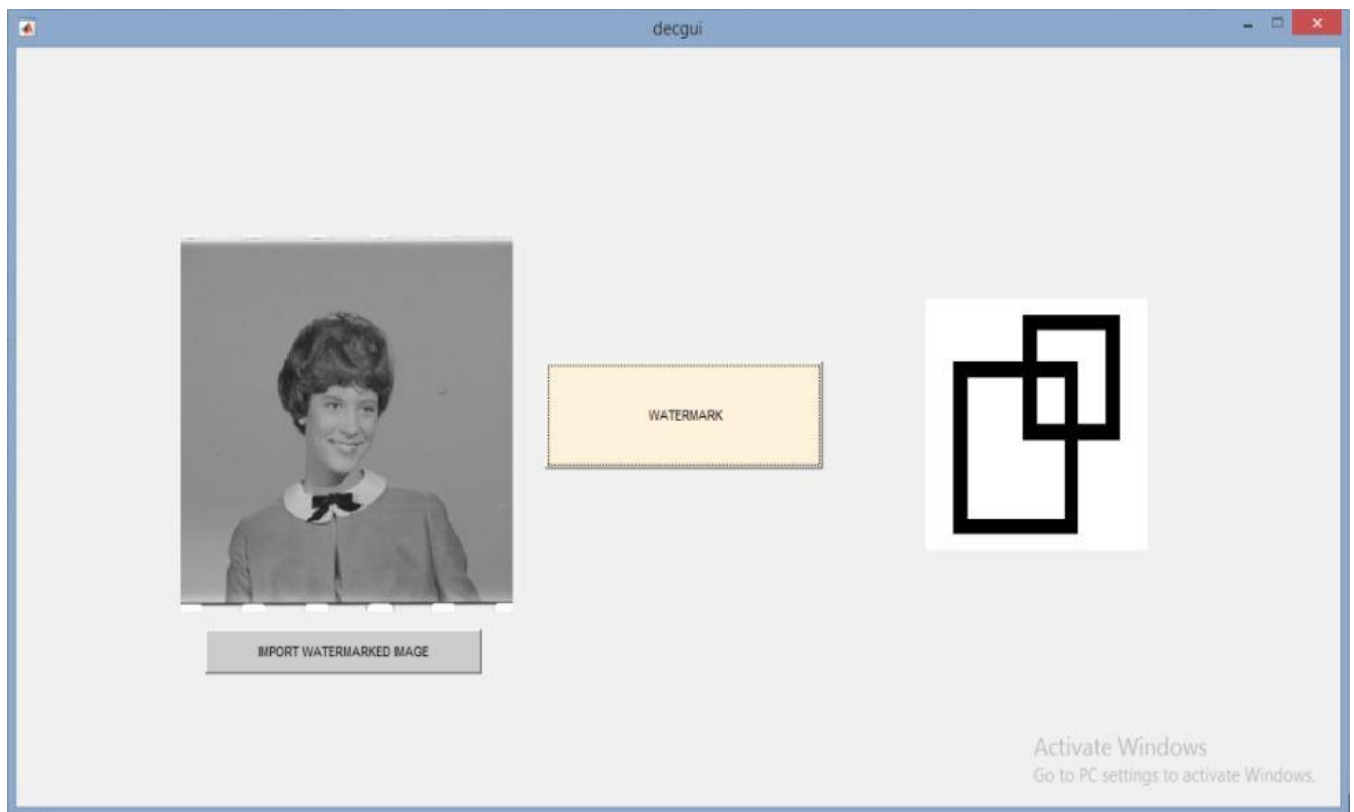 decgui
WATERMARK
IMPORT WATERMARKED IMAGE
Activate Windows
Go to PC settings to activate Windows.